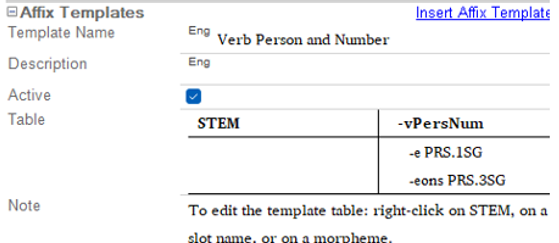 Affix Templates Insert Affix Template
Template Name Eng Verb Person and Number
Description Eng
Active
Table STEM -vPersNum
-e PRS.1SG
-eons PRS.3SG
Note To edit the template table: right-click on STEM, on a
slot name, or on a morpheme.